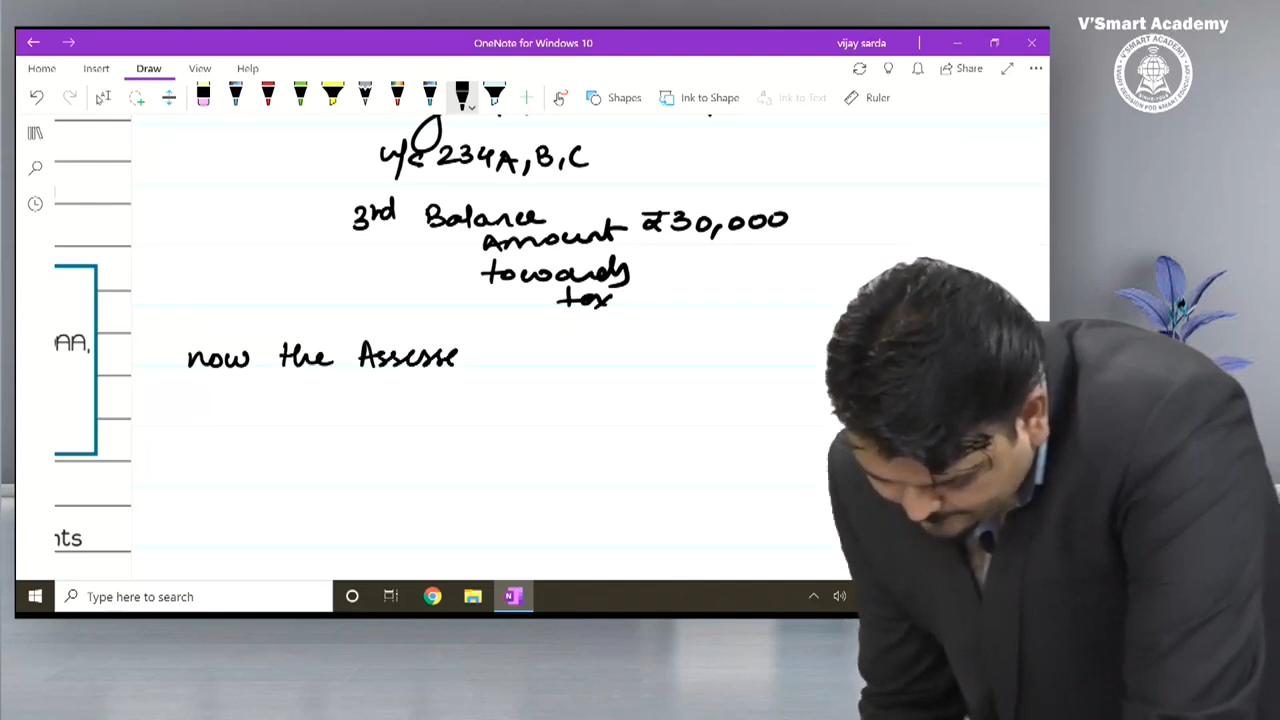 V'Smart Academy
OneNote for Windows 10
vijay sarda
Home Insert Draw View Help
Share
Shapes Ink to Shape Ink to Text Ruler
u/s 234A, B, C
3rd Balance
amount ₹30,000
towards
tax
AA,
now the Assesse
nts
Type here to search